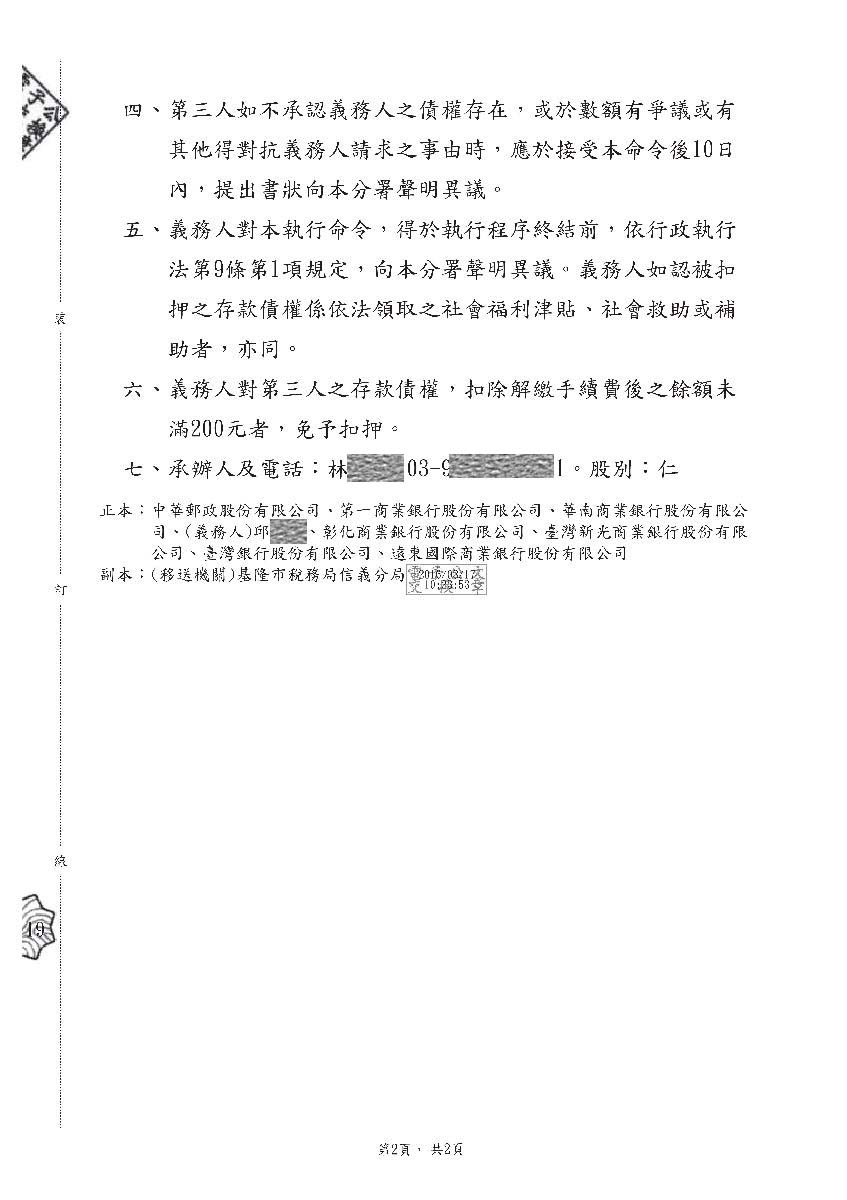 四、第三人如不承認義務人之債權存在，或於數額有爭議或有
其他得對抗義務人請求之事由時，應於接受本命令後10日
內，提出書狀向本分署聲明異議。
五、義務人對本執行命令，得於執行程序終結前，依行政執行
法第9條第1項規定，向本分署聲明異議。義務人如認被扣
押之存款債權係依法領取之社會福利津貼、社會救助或補
助者，亦同。
六、義務人對第三人之存款債權，扣除解繳手續費後之餘額未
滿200元者，免予扣押。
七、承辦人及電話：林 03-9 1。股別：仁
正本：中華郵政股份有限公司、第一商業銀行股份有限公司、華南商業銀行股份有限公
司、(義務人)邱 、彰化商業銀行股份有限公司、臺灣新光商業銀行股份有限
公司、臺灣銀行股份有限公司、遠東國際商業銀行股份有限公司
副本：(移送機關)基隆市稅務局信義分局
裝
訂
線
19
第2頁， 共2頁